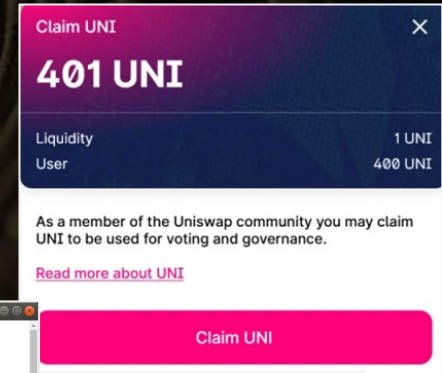 Claim UNI
401 UNI
Liquidity 1 UNI
User 400 UNI
As a member of the Uniswap community you may claim
UNI to be used for voting and governance.
Read more about UNI
Claim UNI